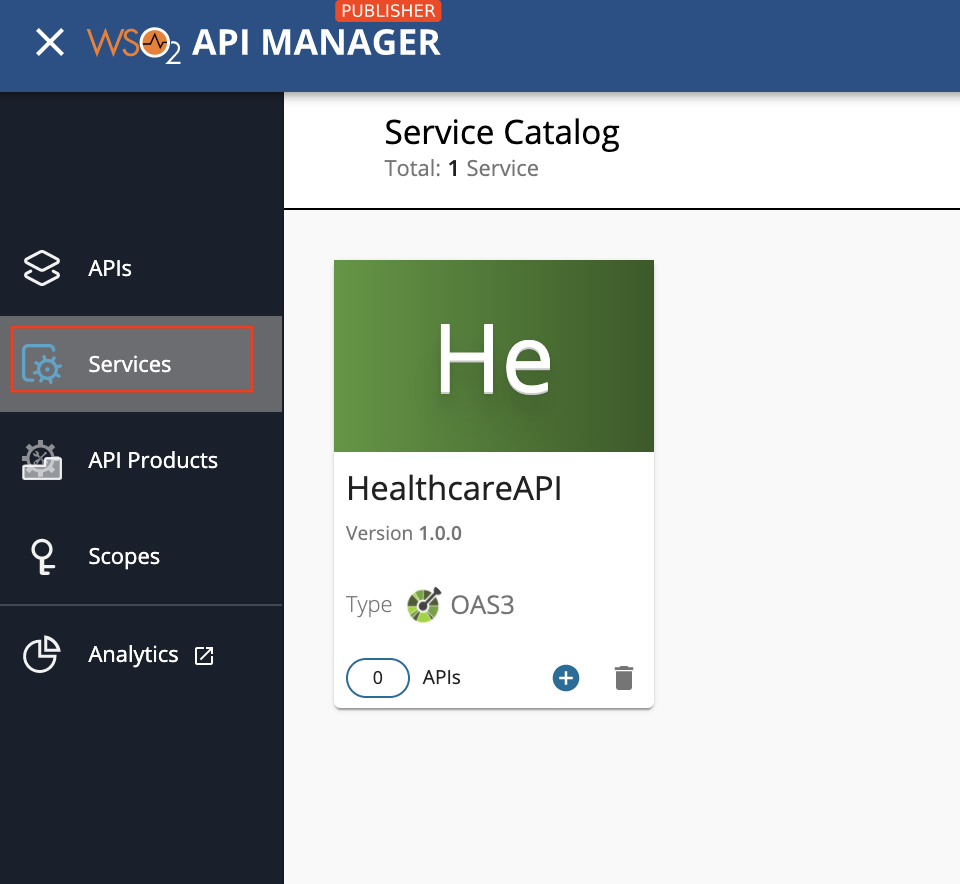 PUBLISHER
WSO2 API MANAGER
Service Catalog
Total: 1 Service
APIs
Services
API Products
Scopes
Analytics
He
HealthcareAPI
Version 1.0.0
Type OAS3
0 APIs